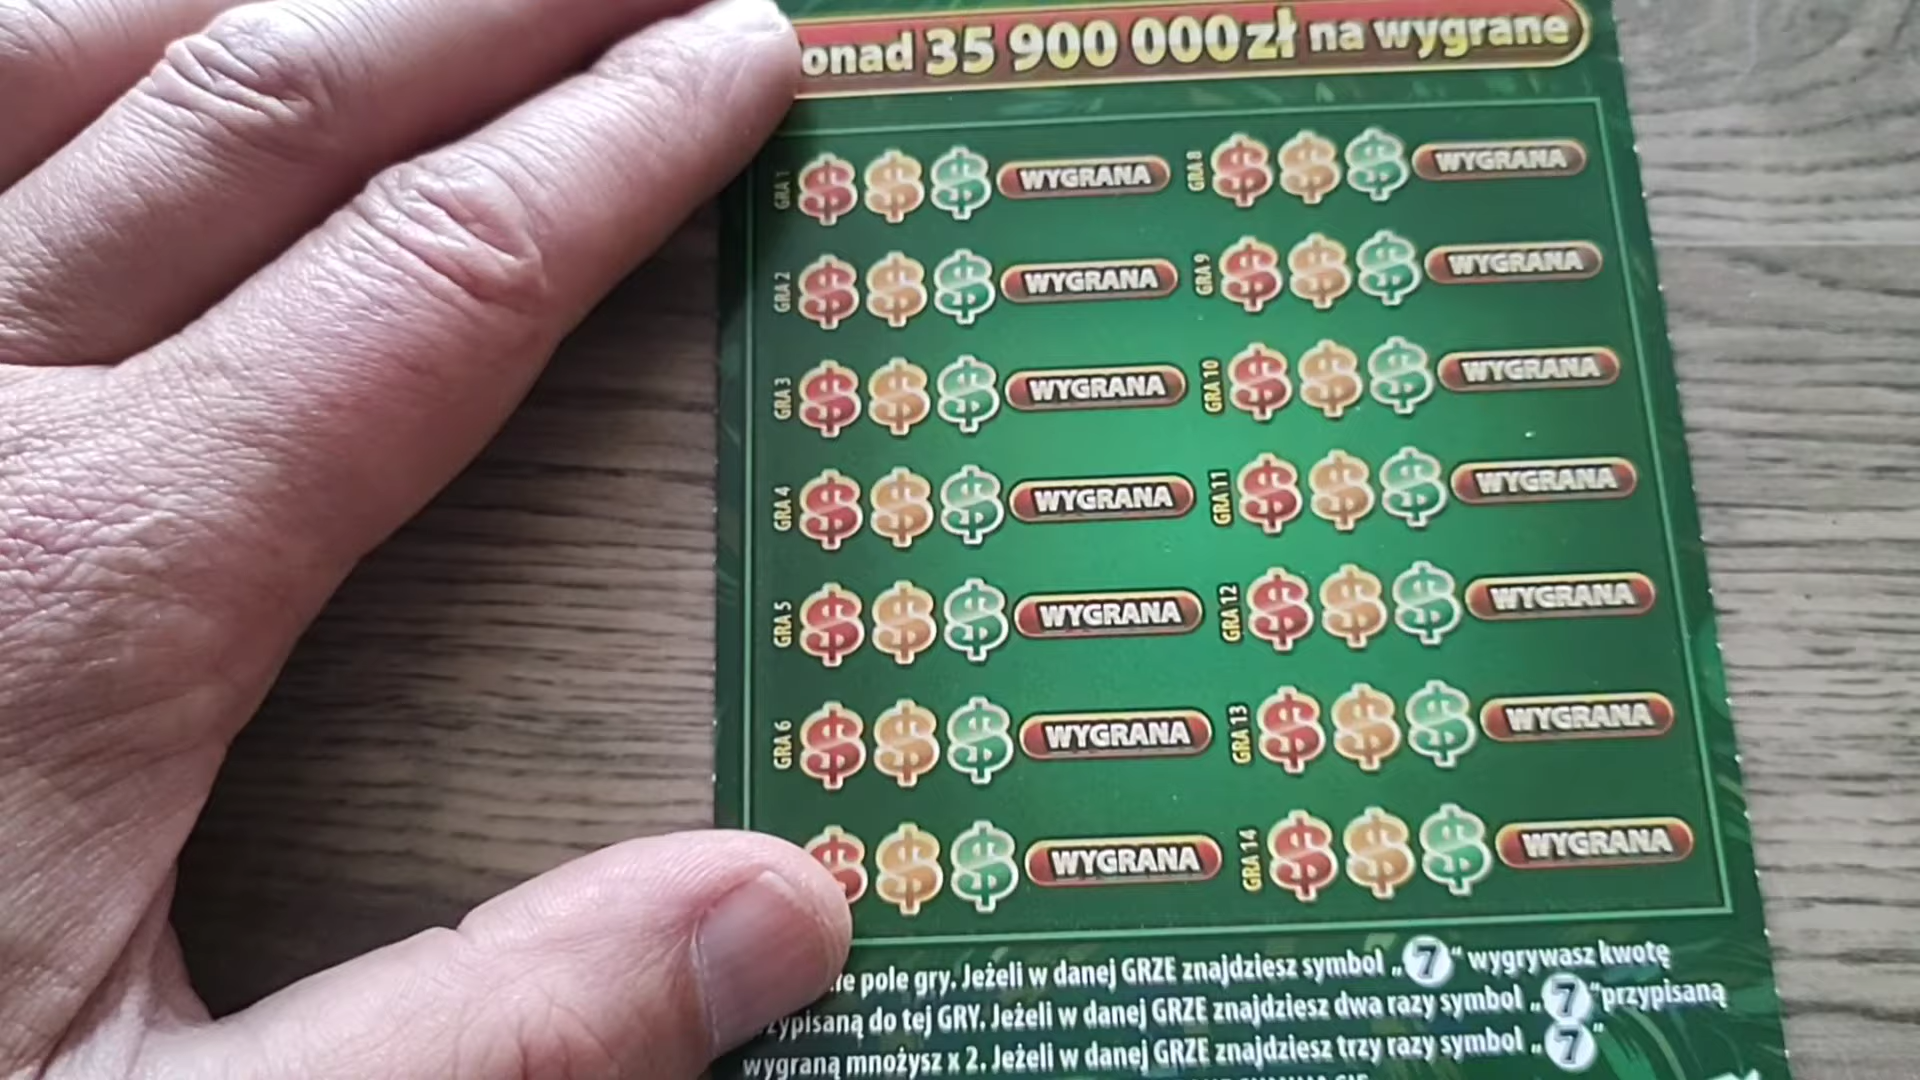 onad 35 900 000 zł na wygrane
GRA 1 WYGRANA GRA 8 WYGRANA
GRA 2 WYGRANA GRA 9 WYGRANA
GRA 3 WYGRANA GRA 10 WYGRANA
GRA 4 WYGRANA GRA 11 WYGRANA
GRA 5 WYGRANA GRA 12 WYGRANA
GRA 6 WYGRANA GRA 13 WYGRANA
WYGRANA GRA 14 WYGRANA
pole gry. Jeżeli w danej GRZE znajdziesz symbol „7“ wygrywasz kwotę
zypisaną do tej GRY. Jeżeli w danej GRZE znajdziesz dwa razy symbol „7“ przypisaną
wygraną mnożysz x 2. Jeżeli w danej GRZE znajdziesz trzy razy symbol „7“